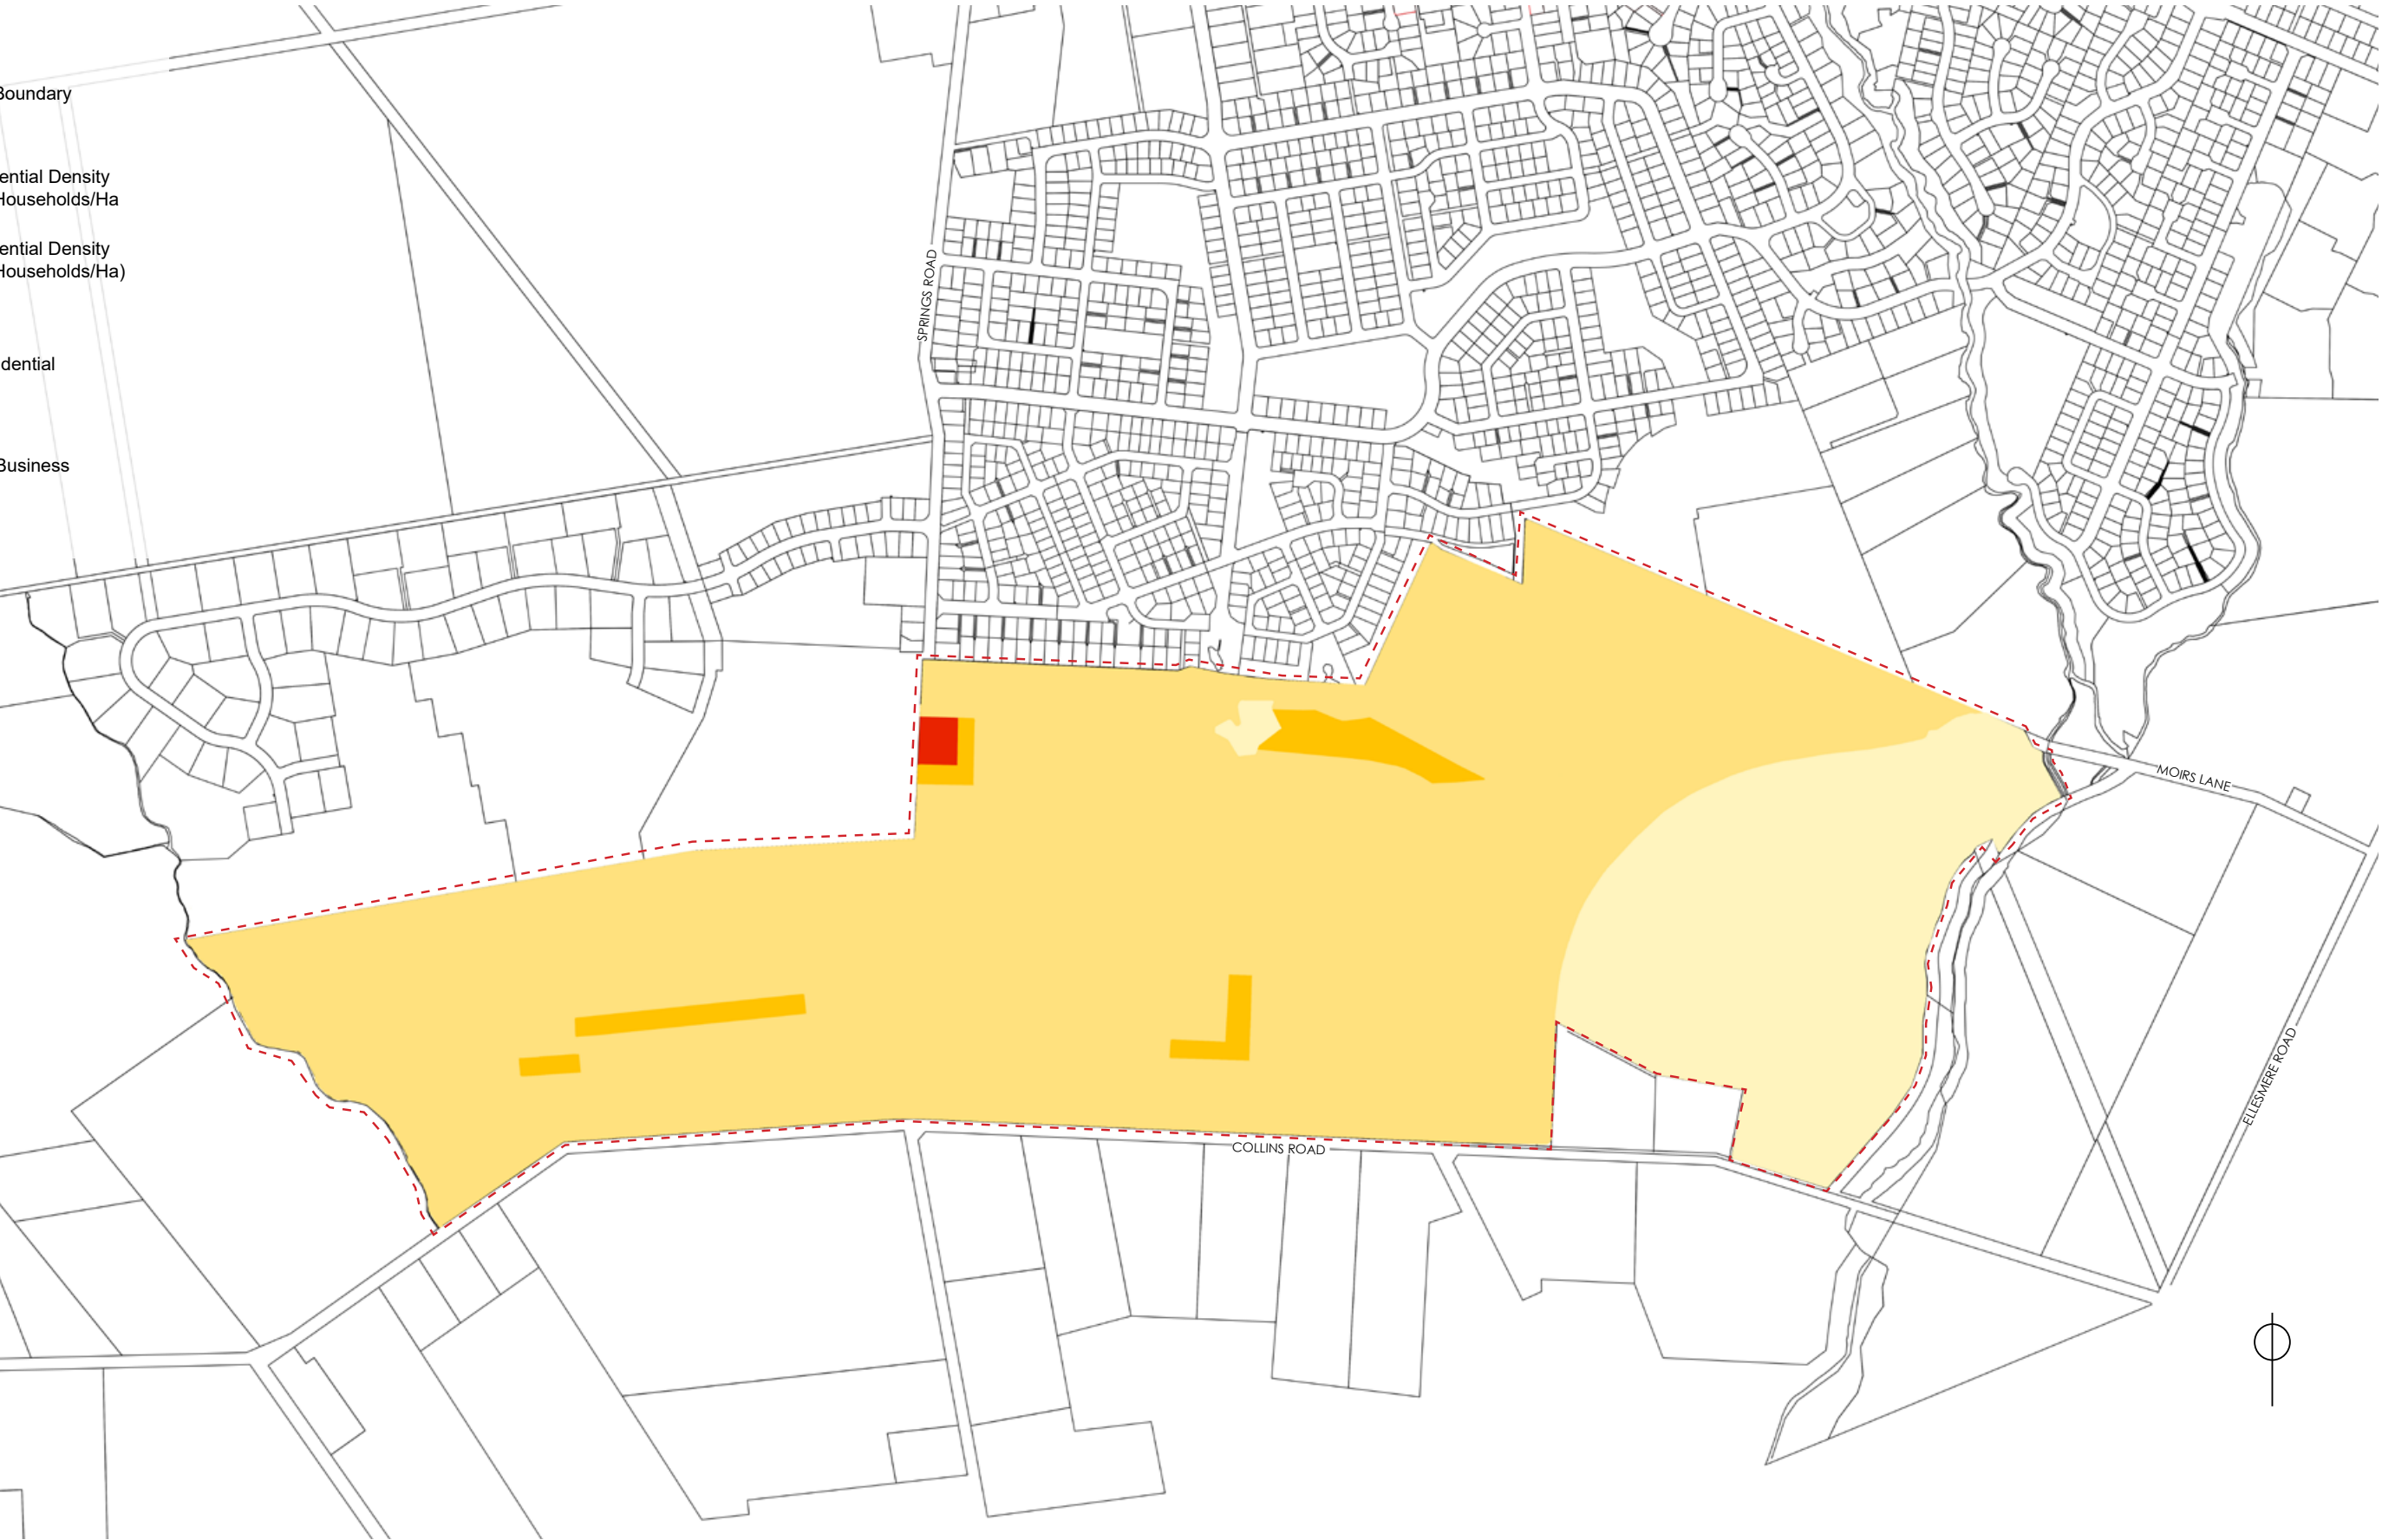 Boundary
ential Density
Households/Ha
ential Density
Households/Ha)
dential
Business
SPRINGS ROAD
MOIRS LANE
ELLESMERE ROAD
COLLINS ROAD